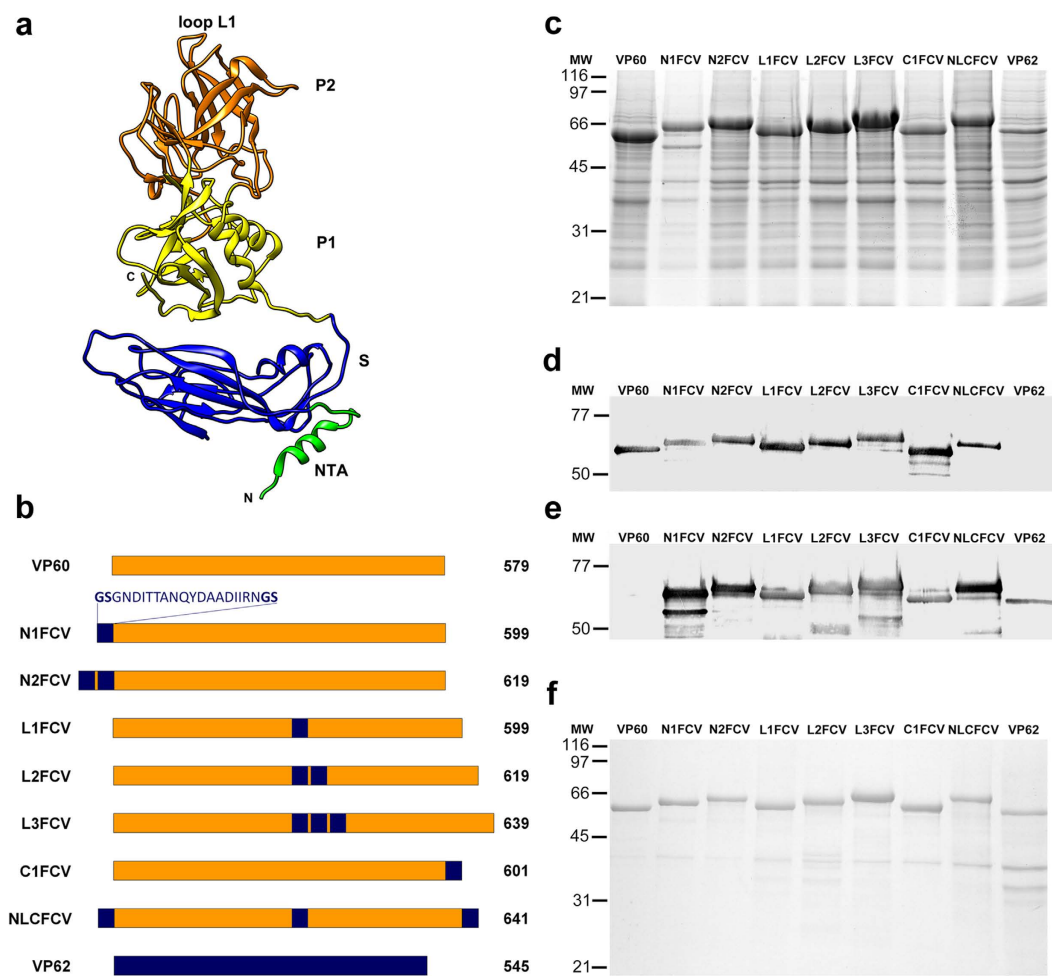 a
loop L1
P2
P1
C
S
NTA
N
b
VP60 579
GSGNDITTANQYDAADIIRNGS
N1FCV 599
N2FCV 619
L1FCV 599
L2FCV 619
L3FCV 639
C1FCV 601
NLCFCV 641
VP62 545
c
MW VP60 N1FCV N2FCV L1FCV L2FCV L3FCV C1FCV NLCFCV VP62
116
97
66
45
31
21
d
MW VP60 N1FCV N2FCV L1FCV L2FCV L3FCV C1FCV NLCFCV VP62
77
50
e
MW VP60 N1FCV N2FCV L1FCV L2FCV L3FCV C1FCV NLCFCV VP62
77
50
f
MW VP60 N1FCV N2FCV L1FCV L2FCV L3FCV C1FCV NLCFCV VP62
116
97
66
45
31
21